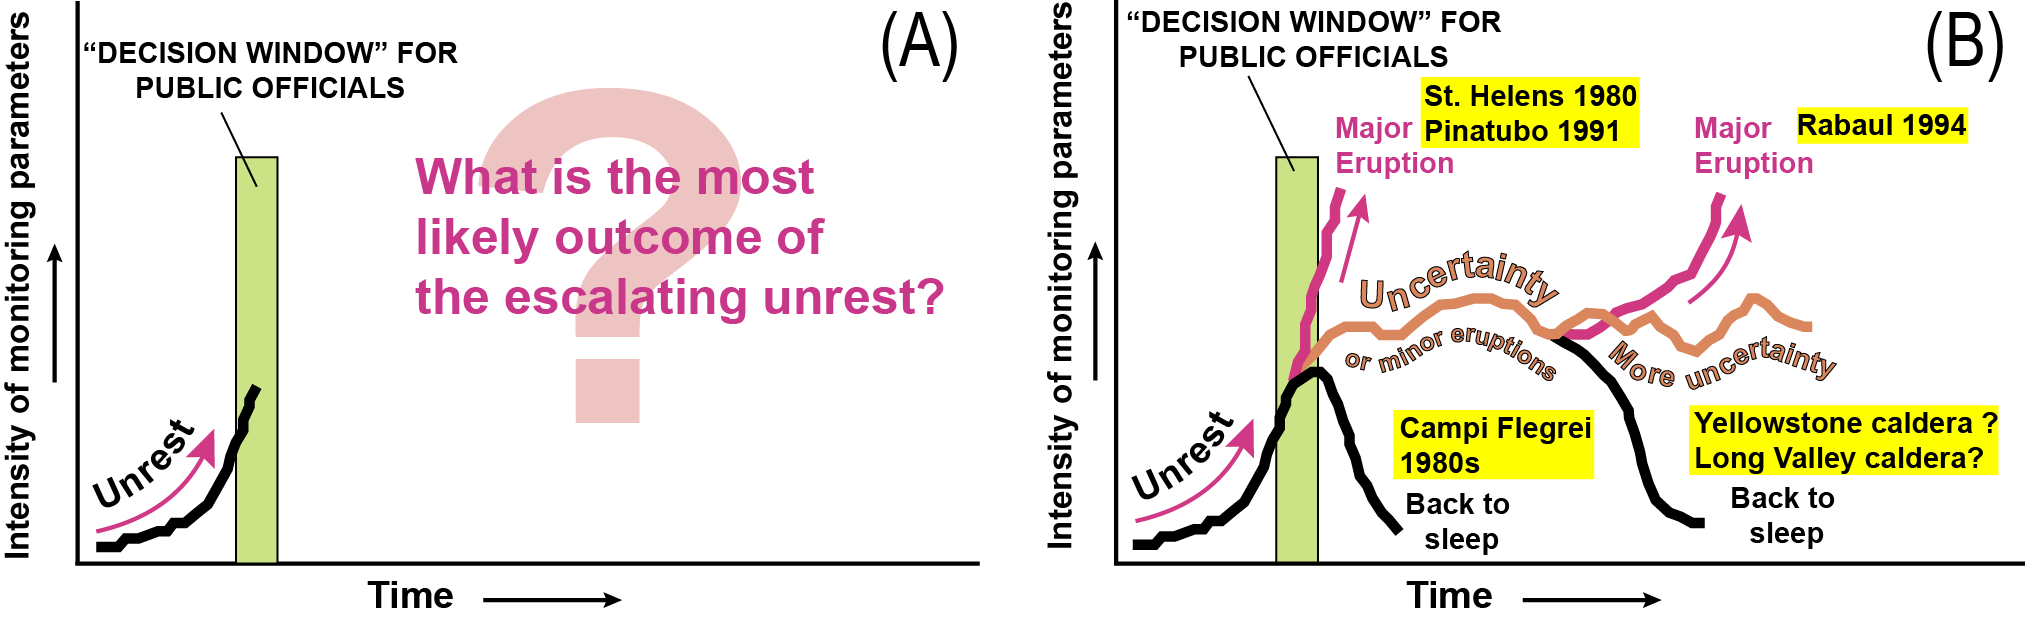 (A)
“DECISION WINDOW” FOR
PUBLIC OFFICIALS
?
What is the most
likely outcome of
the escalating unrest?
Unrest
Intensity of monitoring parameters
Time
(B)
“DECISION WINDOW” FOR
PUBLIC OFFICIALS
Major
Eruption
St. Helens 1980
Pinatubo 1991
Major
Eruption
Rabaul 1994
Uncertainty
or minor eruptions
More uncertainty
Unrest
Campi Flegrei
1980s
Back to
sleep
Yellowstone caldera ?
Long Valley caldera?
Back to
sleep
Intensity of monitoring parameters
Time